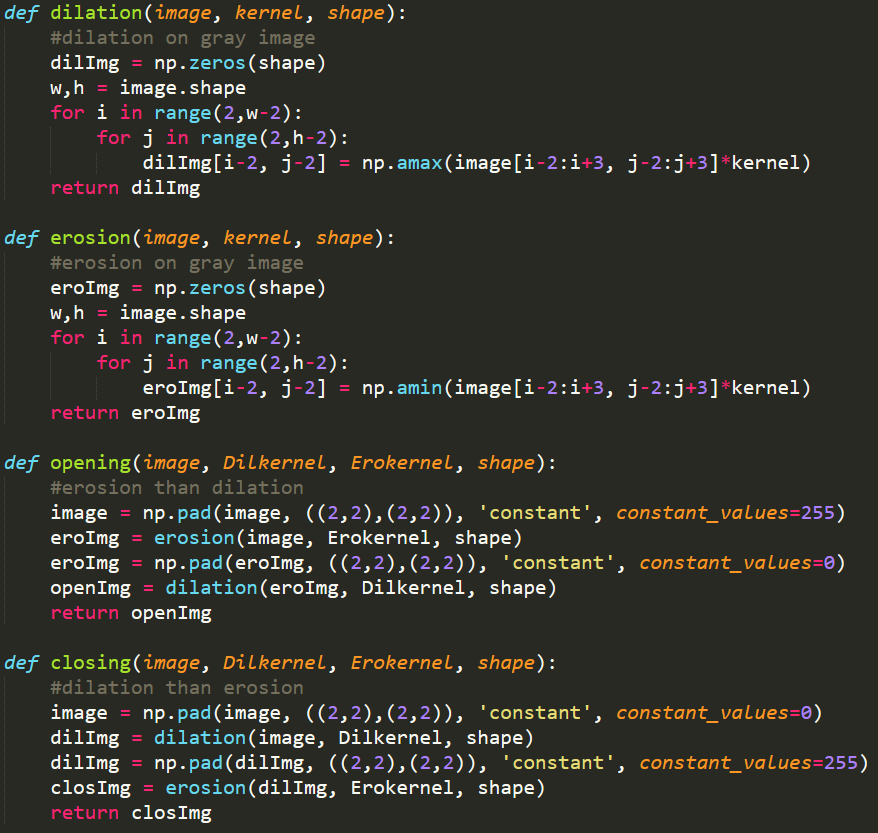 def dilation(image, kernel, shape):
    #dilation on gray image
    dilImg = np.zeros(shape)
    w,h = image.shape
    for i in range(2,w-2):
        for j in range(2,h-2):
            dilImg[i-2, j-2] = np.amax(image[i-2:i+3, j-2:j+3]*kernel)
    return dilImg

def erosion(image, kernel, shape):
    #erosion on gray image
    eroImg = np.zeros(shape)
    w,h = image.shape
    for i in range(2,w-2):
        for j in range(2,h-2):
            eroImg[i-2, j-2] = np.amin(image[i-2:i+3, j-2:j+3]*kernel)
    return eroImg

def opening(image, Dilkernel, Erokernel, shape):
    #erosion than dilation
    image = np.pad(image, ((2,2),(2,2)), 'constant', constant_values=255)
    eroImg = erosion(image, Erokernel, shape)
    eroImg = np.pad(eroImg, ((2,2),(2,2)), 'constant', constant_values=0)
    openImg = dilation(eroImg, Dilkernel, shape)
    return openImg

def closing(image, Dilkernel, Erokernel, shape):
    #dilation than erosion
    image = np.pad(image, ((2,2),(2,2)), 'constant', constant_values=0)
    dilImg = dilation(image, Dilkernel, shape)
    dilImg = np.pad(dilImg, ((2,2),(2,2)), 'constant', constant_values=255)
    closImg = erosion(dilImg, Erokernel, shape)
    return closImg